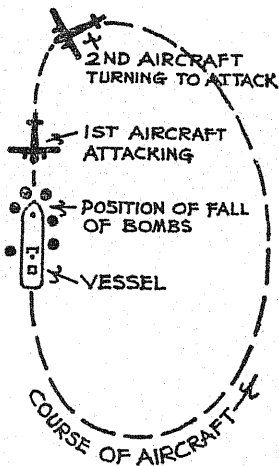 2ND AIRCRAFT
TURNING TO ATTACK
1ST AIRCRAFT
ATTACKING
POSITION OF FALL
OF BOMBS
VESSEL
COURSE OF AIRCRAFT